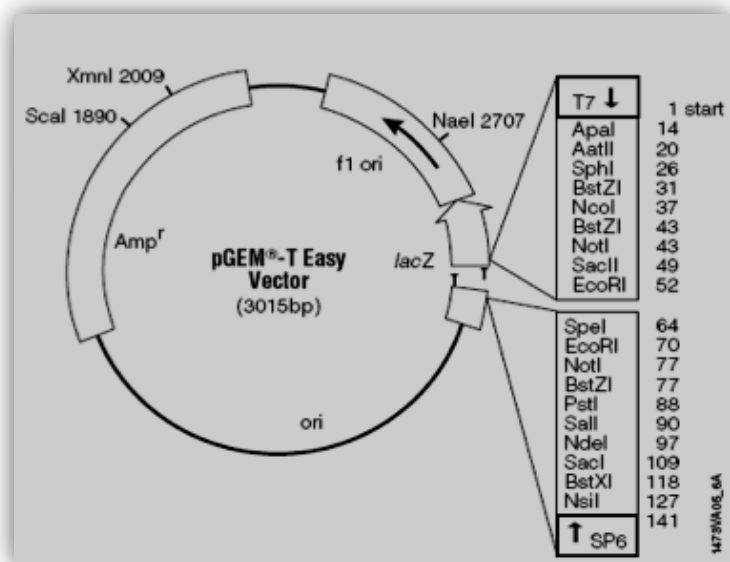 XmnI 2009
ScaI 1890
NaeI 2707
f1 ori
Ampʳ
pGEM®-T Easy
Vector
(3015bp)
lacZ
T
T
ori
T7 ↓
1 start
ApaI 14
AatII 20
SphI 26
BstZI 31
NcoI 37
BstZI 43
NotI 43
SacII 49
EcoRI 52
SpeI 64
EcoRI 70
NotI 77
BstZI 77
PstI 88
SalI 90
NdeI 97
SacI 109
BstXI 118
NsiI 127
141
↑ SP6
1473VA05_6A